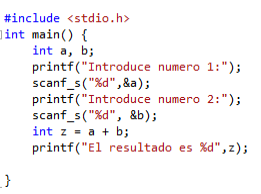 #include <stdio.h>
int main() {
    int a, b;
    printf("Introduce numero 1:");
    scanf_s("%d",&a);
    printf("Introduce numero 2:");
    scanf_s("%d", &b);
    int z = a + b;
    printf("El resultado es %d",z);
}